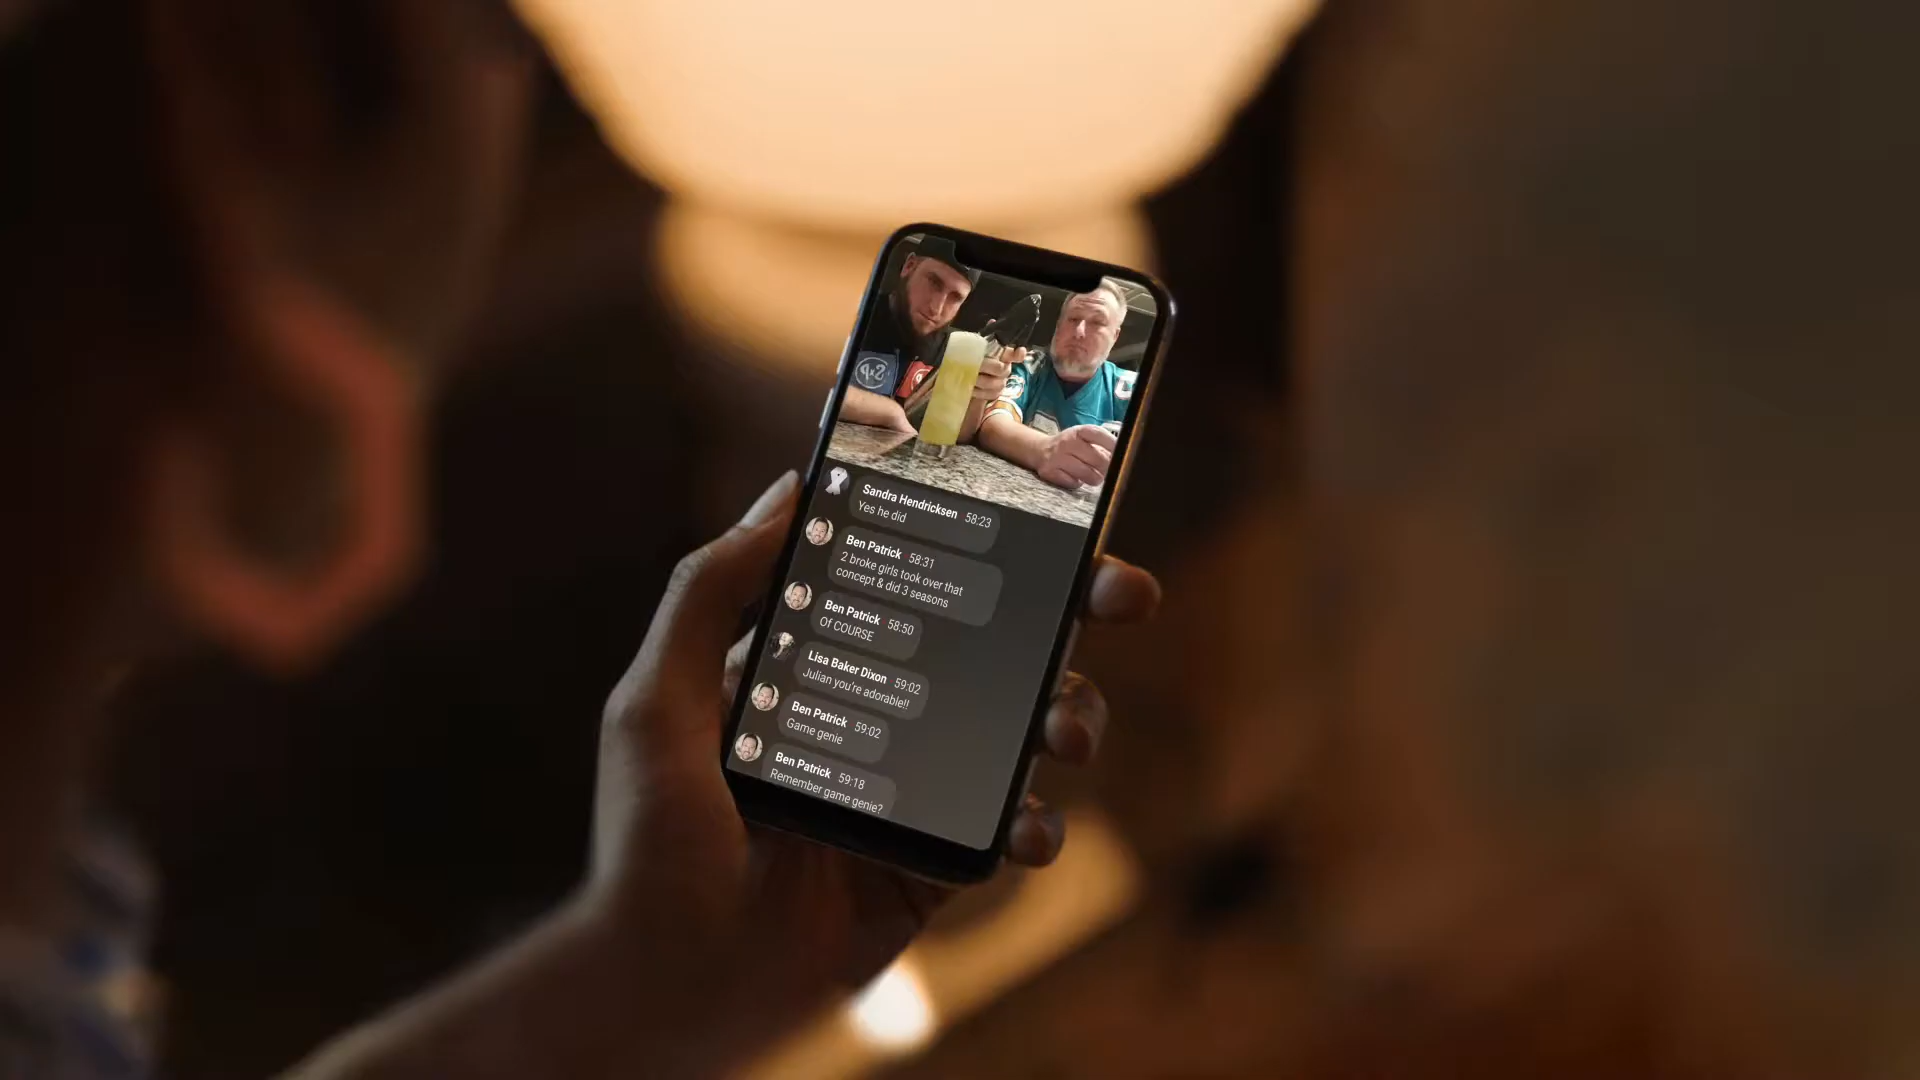 Sandra Hendricksen 58:23
Yes he did
Ben Patrick 58:31
2 broke girls took over that
concept & did 3 seasons
Ben Patrick 58:50
Of COURSE
Lisa Baker Dixon 59:02
Julian you're adorable!!
Ben Patrick 59:02
Game genie
Ben Patrick 59:18
Remember game genie?